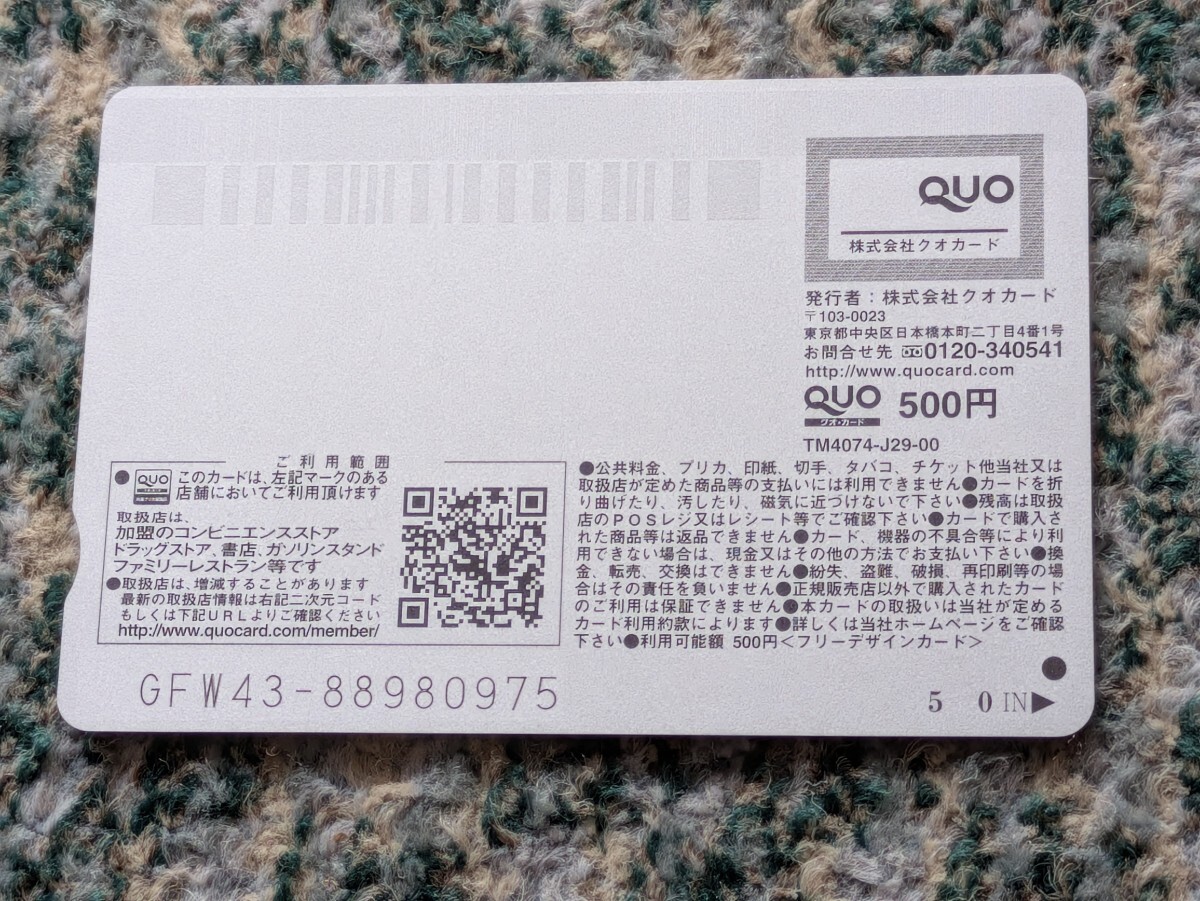 QUO
株式会社クオカード
発行者：株式会社クオカード
〒103-0023
東京都中央区日本橋本町二丁目4番1号
お問合せ先 0120-340541
http://www.quocard.com
QUO 500円
クオ・カード
TM4074-J29-00
ご利用範囲
●QUO このカードは、左記マークのある
店舗においてご利用頂けます
取扱店は、
加盟のコンビニエンスストア
ドラッグストア、書店、ガソリンスタンド
ファミリーレストラン等です
●取扱店は、増減することがあります
最新の取扱店情報は右記二次元コード
もしくは下記URLよりご確認ください
http://www.quocard.com/member/
●公共料金、プリカ、印紙、切手、タバコ、チケット他当社又は
取扱店が定めた商品等の支払いには利用できません●カードを折
り曲げたり、汚したり、磁気に近づけないで下さい●残高は取扱
店のPOSレジ又はレシート等でご確認下さい●カードで購入さ
れた商品等は返品できません●カード、機器の不具合等により利
用できない場合は、現金又はその他の方法でお支払い下さい●換
金、転売、交換はできません●紛失、盗難、破損、再印刷等の場
合はその責任を負いません●正規販売店以外で購入されたカード
のご利用は保証できません●本カードの取扱いは当社が定める
カード利用約款によります●詳しくは当社ホームページをご確認
下さい●利用可能額 500円＜フリーデザインカード＞
GFW43-88980975
5 0 IN▶